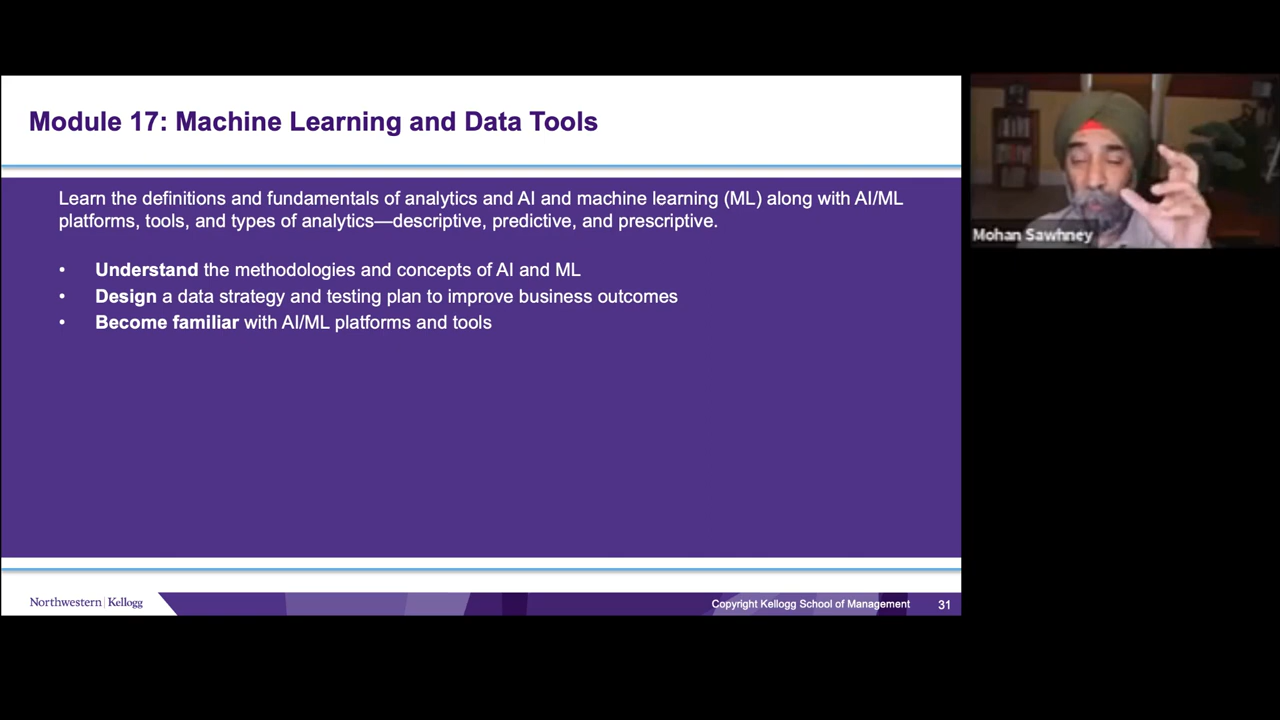 Module 17: Machine Learning and Data Tools
Learn the definitions and fundamentals of analytics and AI and machine learning (ML) along with AI/ML
platforms, tools, and types of analytics—descriptive, predictive, and prescriptive.
• Understand the methodologies and concepts of AI and ML
• Design a data strategy and testing plan to improve business outcomes
• Become familiar with AI/ML platforms and tools
Mohan Sawhney
Northwestern | Kellogg
Copyright Kellogg School of Management
31